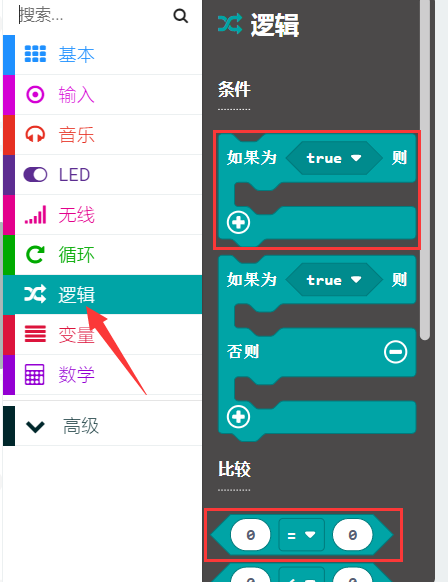 搜索...
基本
输入
音乐
LED
无线
循环
逻辑
变量
数学
高级
逻辑
条件
如果为 true 则
如果为 true 则
否则
比较
0 = 0
0 0